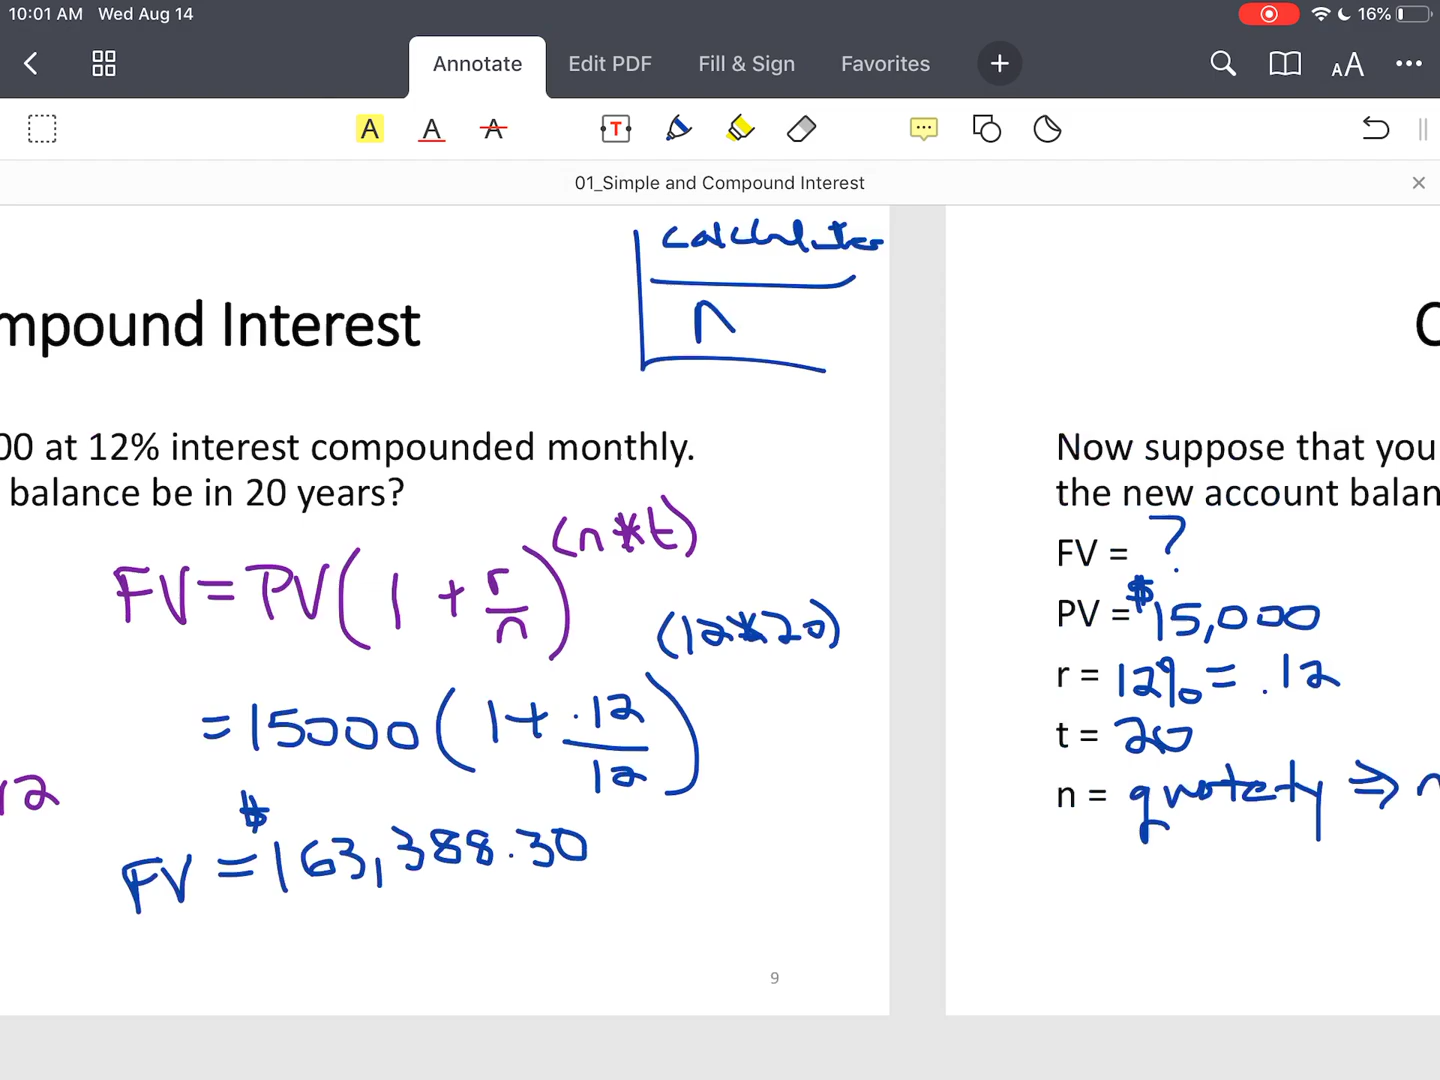 10:01 AM Wed Aug 14
16%
Annotate
Edit PDF
Fill & Sign
Favorites
01_Simple and Compound Interest
calculator
n
mpound Interest
00 at 12% interest compounded monthly.
balance be in 20 years?
FV = PV(1 + r/n)^(n*t)
= 15000(1 + .12/12)^(12*20)
12
FV = $163,388.30
9
C
Now suppose that you
the new account balan
FV = ?
PV = $15,000
r = 12% = .12
t = 20
n = quarterly ⇒ n